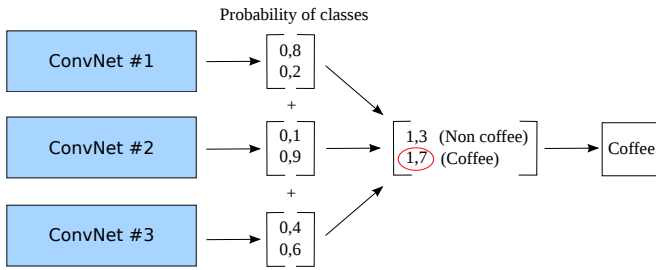 Probability of classes
ConvNet #1
0,8
0,2
+
ConvNet #2
0,1
0,9
1,3 (Non coffee)
1,7 (Coffee)
Coffee
+
ConvNet #3
0,4
0,6